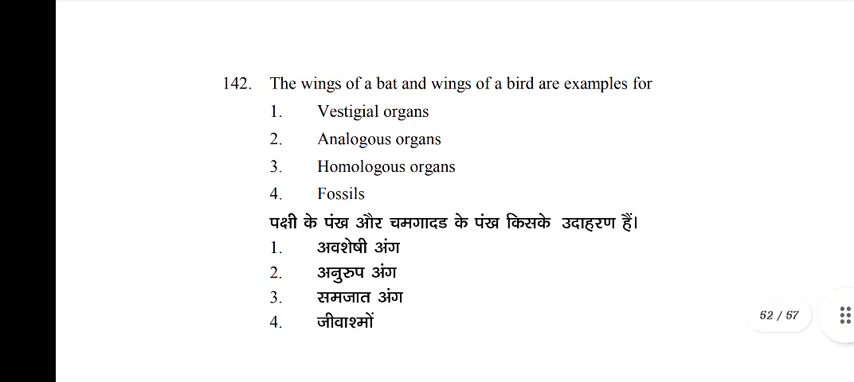 142. The wings of a bat and wings of a bird are examples for
1. Vestigial organs
2. Analogous organs
3. Homologous organs
4. Fossils
पक्षी के पंख और चमगादड के पंख किसके उदाहरण हैं।
1. अवशेषी अंग
2. अनुरुप अंग
3. समजात अंग
4. जीवाश्मों
52 / 57